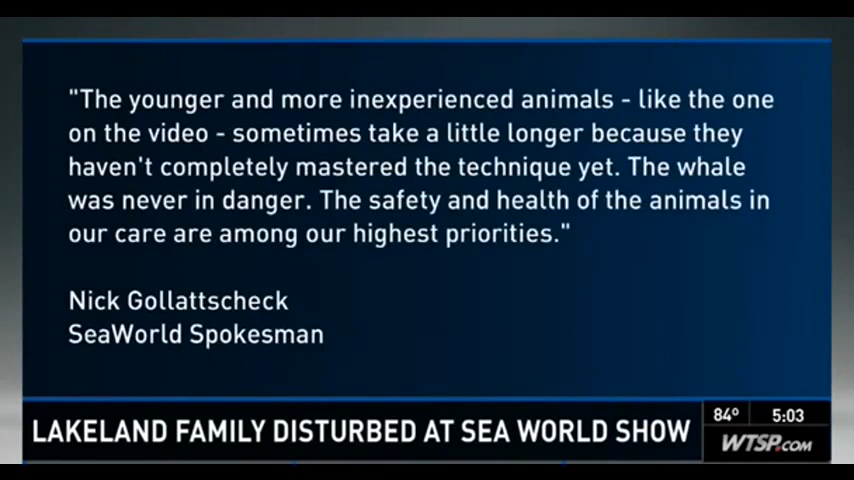 "The younger and more inexperienced animals - like the one
on the video - sometimes take a little longer because they
haven't completely mastered the technique yet. The whale
was never in danger. The safety and health of the animals in
our care are among our highest priorities."
Nick Gollattscheck
SeaWorld Spokesman
LAKELAND FAMILY DISTURBED AT SEA WORLD SHOW
84° 5:03
WTSP.COM